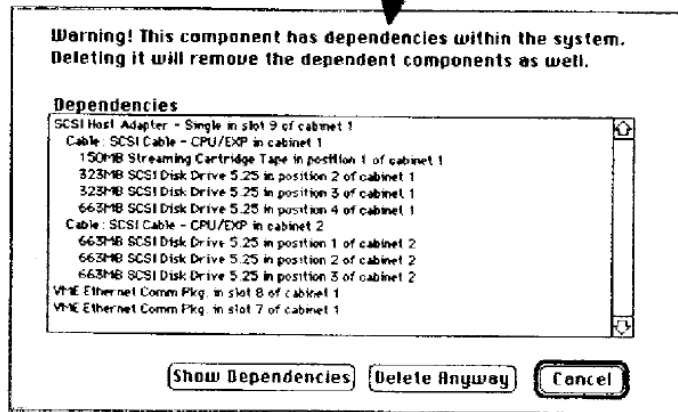 Warning! This component has dependencies within the system.
Deleting it will remove the dependent components as well.
Dependencies
SCSI Host Adapter - Single in slot 9 of cabinet 1
Cable: SCSI Cable - CPU/EXP in cabinet 1
150MB Streaming Cartridge Tape in position 1 of cabinet 1
323MB SCSI Disk Drive 5.25 in position 2 of cabinet 1
323MB SCSI Disk Drive 5.25 in position 3 of cabinet 1
663MB SCSI Disk Drive 5.25 in position 4 of cabinet 1
Cable: SCSI Cable - CPU/EXP in cabinet 2
663MB SCSI Disk Drive 5.25 in position 1 of cabinet 2
663MB SCSI Disk Drive 5.25 in position 2 of cabinet 2
663MB SCSI Disk Drive 5.25 in position 3 of cabinet 2
VME Ethernet Comm Pkg. in slot 8 of cabinet 1
VME Ethernet Comm Pkg. in slot 7 of cabinet 1
Show Dependencies Delete Anyway Cancel